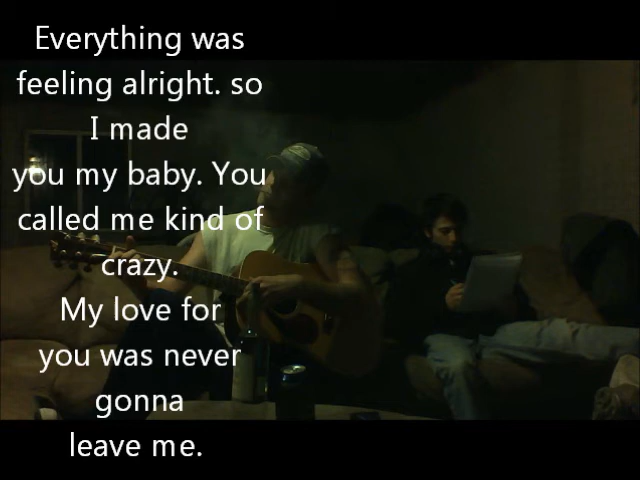 Everything was
feeling alright. so
I made
you my baby. You
called me kind of
crazy.
My love for
you was never
gonna
leave me.